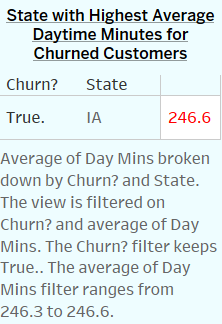 State with Highest Average
Daytime Minutes for
Churned Customers
Churn? State
True. IA 246.6
Average of Day Mins broken
down by Churn? and State.
The view is filtered on
Churn? and average of Day
Mins. The Churn? filter keeps
True.. The average of Day
Mins filter ranges from
246.3 to 246.6.